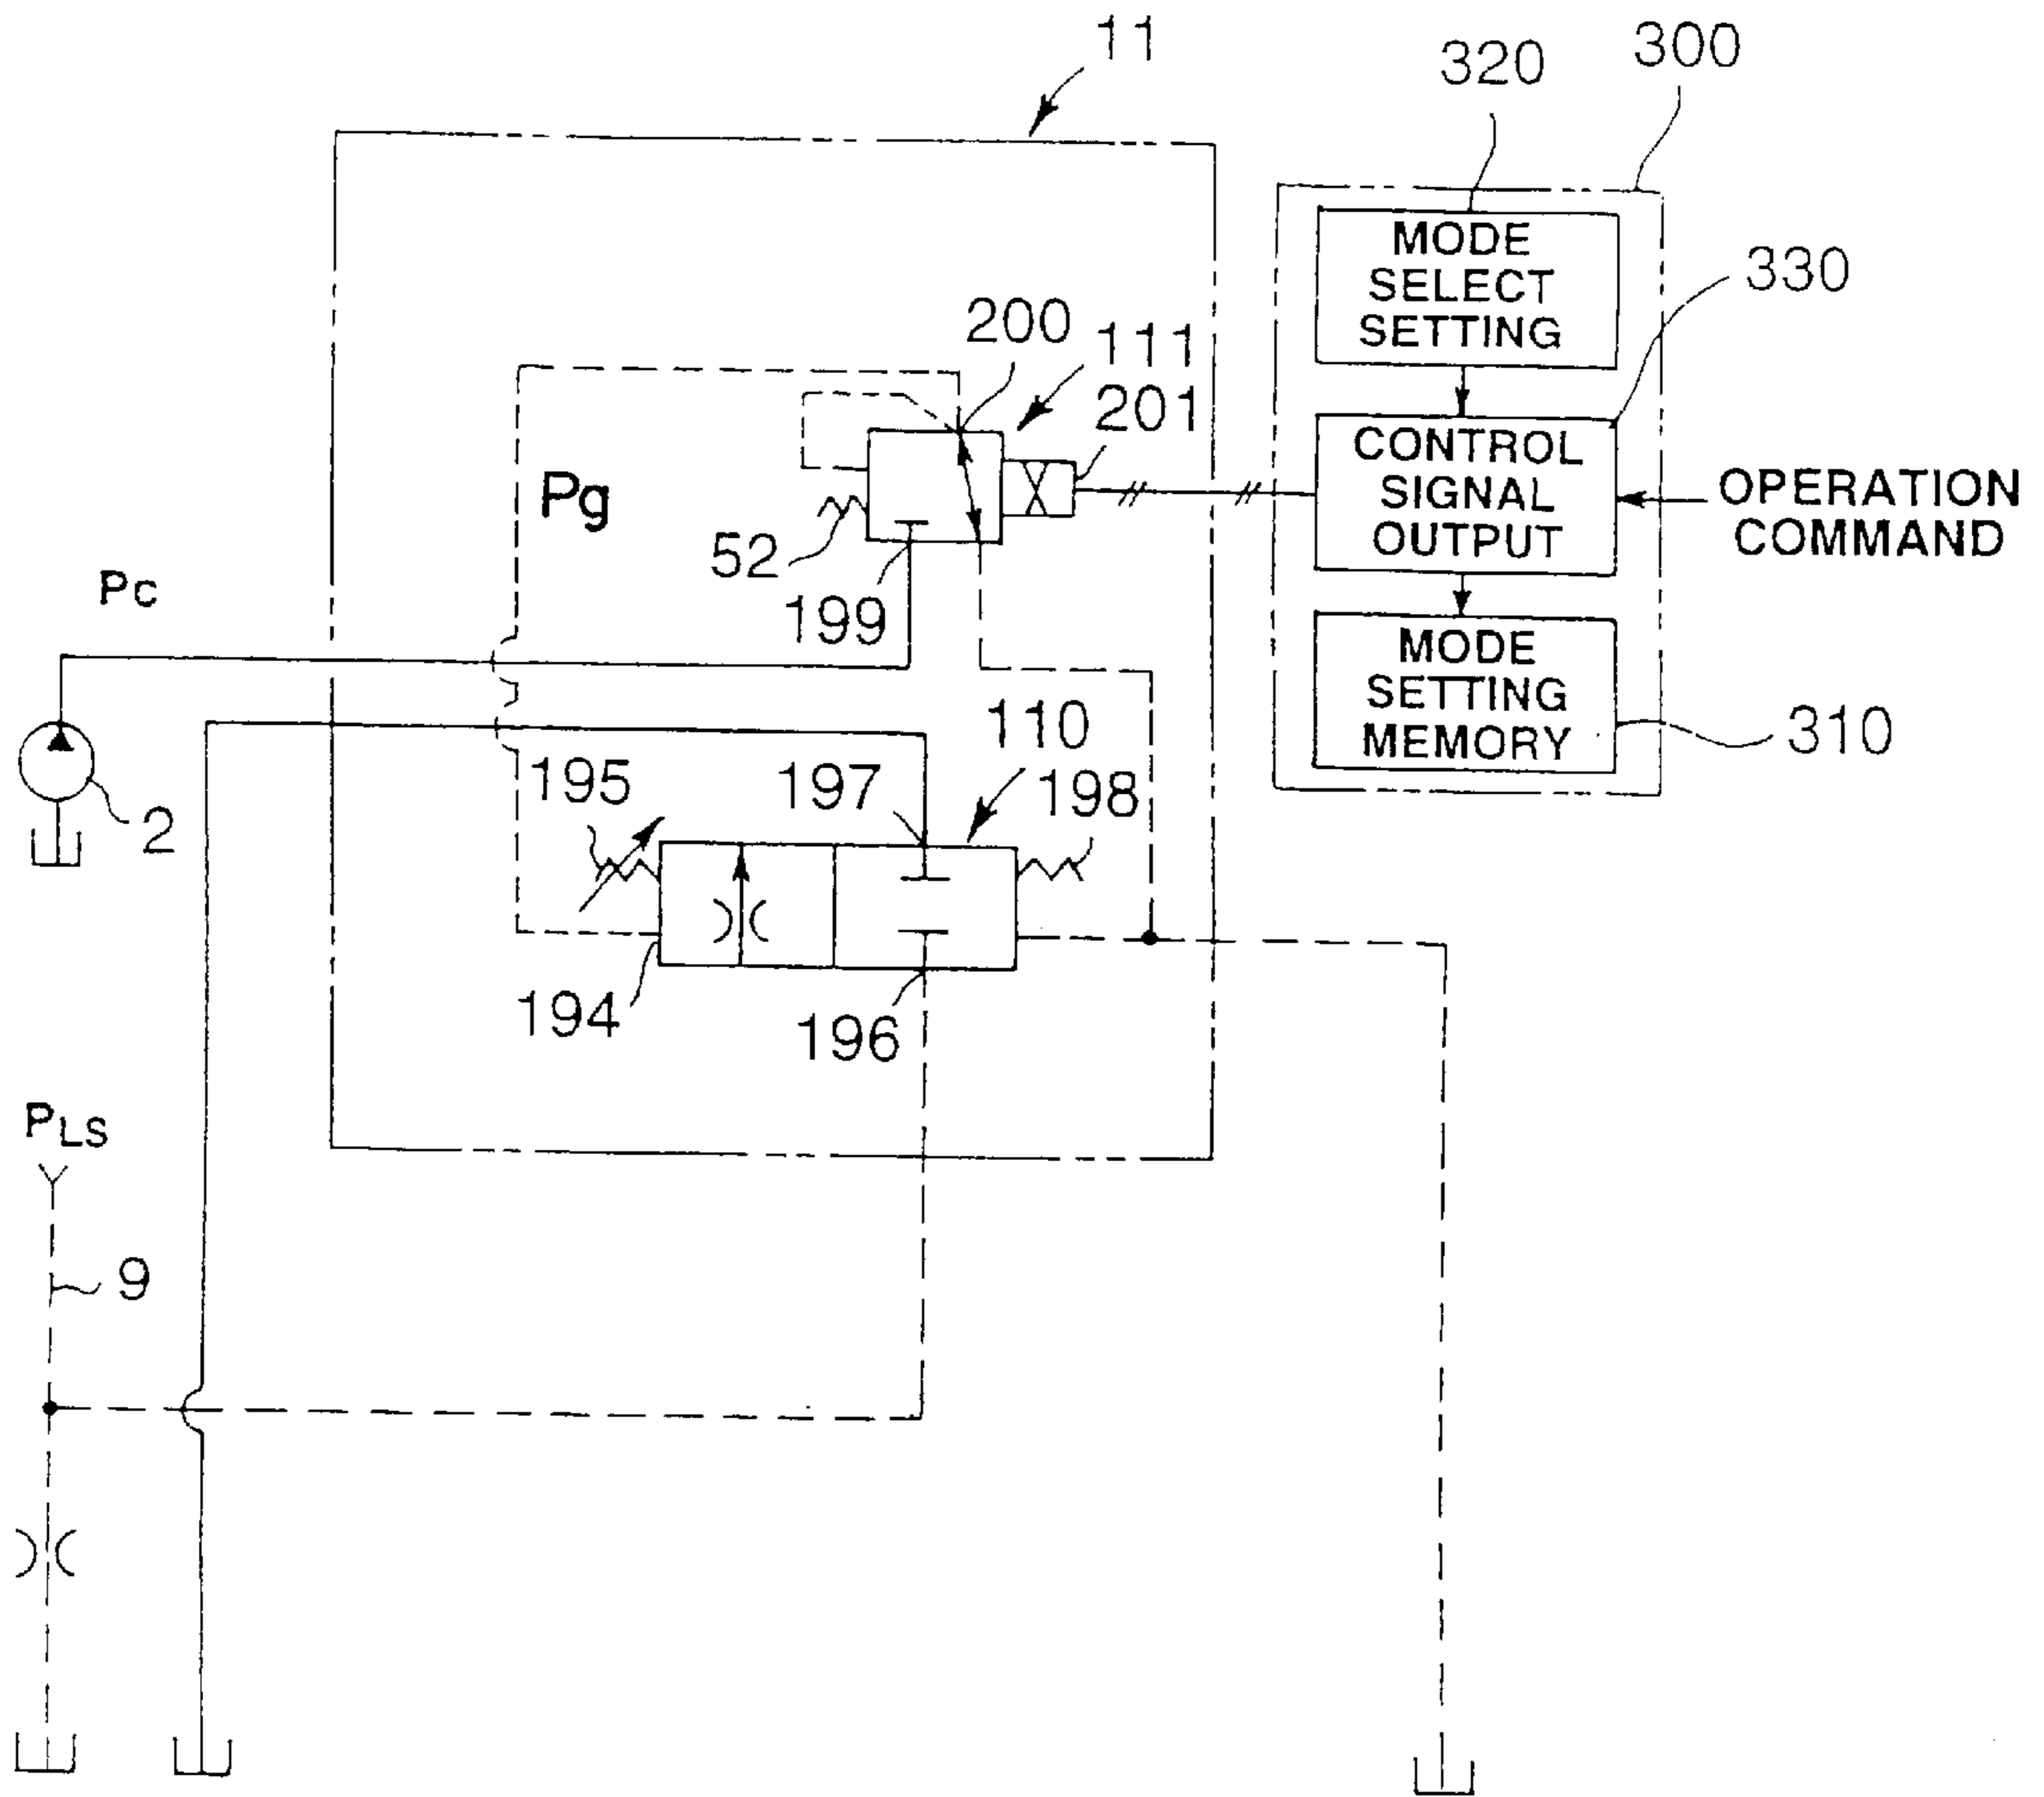 11
300
320
MODE
SELECT
SETTING
330
200
111
201
CONTROL
SIGNAL
OUTPUT
OPERATION
COMMAND
Pg
52
199
Pc
MODE
SETTING
MEMORY
310
110
195
197
198
2
194
196
PLS
9